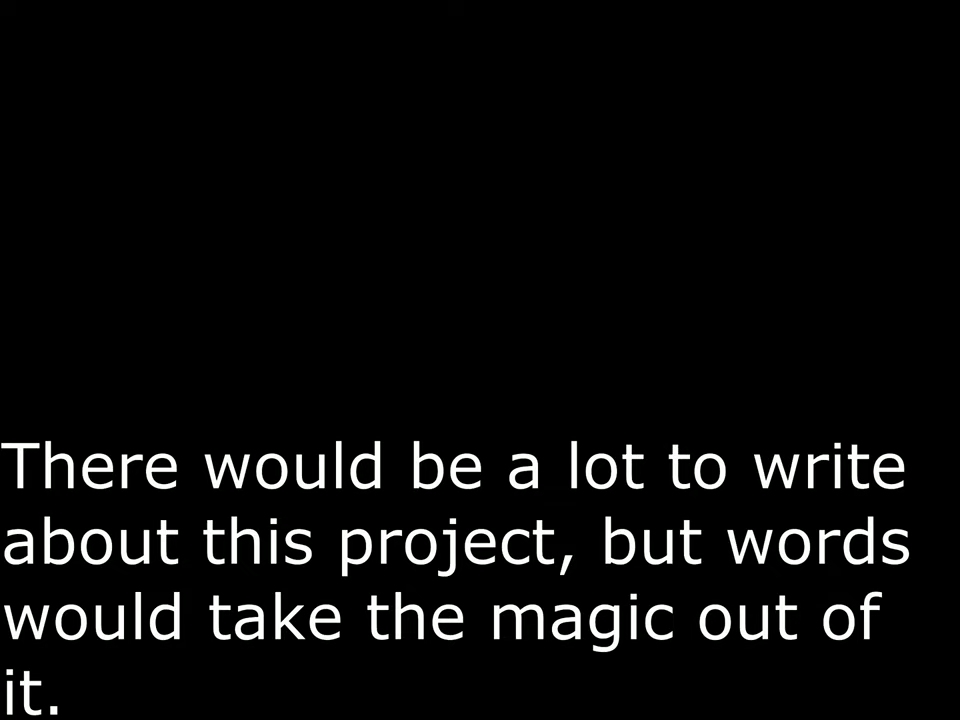 There would be a lot to write
about this project, but words
would take the magic out of
it.